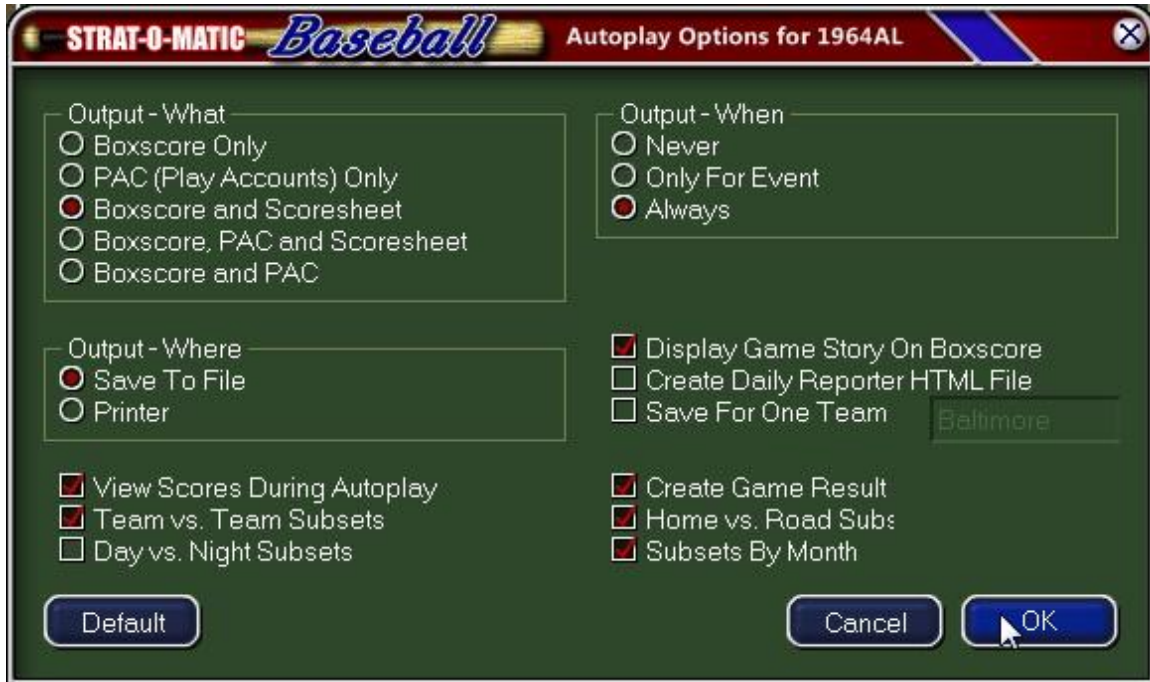 STRAT-O-MATIC Baseball Autoplay Options for 1964AL
Output - What
Boxscore Only
PAC (Play Accounts) Only
Boxscore and Scoresheet
Boxscore, PAC and Scoresheet
Boxscore and PAC
Output - When
Never
Only For Event
Always
Output - Where
Save To File
Printer
Display Game Story On Boxscore
Create Daily Reporter HTML File
Save For One Team
Baltimore
View Scores During Autoplay
Team vs. Team Subsets
Day vs. Night Subsets
Create Game Result
Home vs. Road Subs
Subsets By Month
Default
Cancel
OK